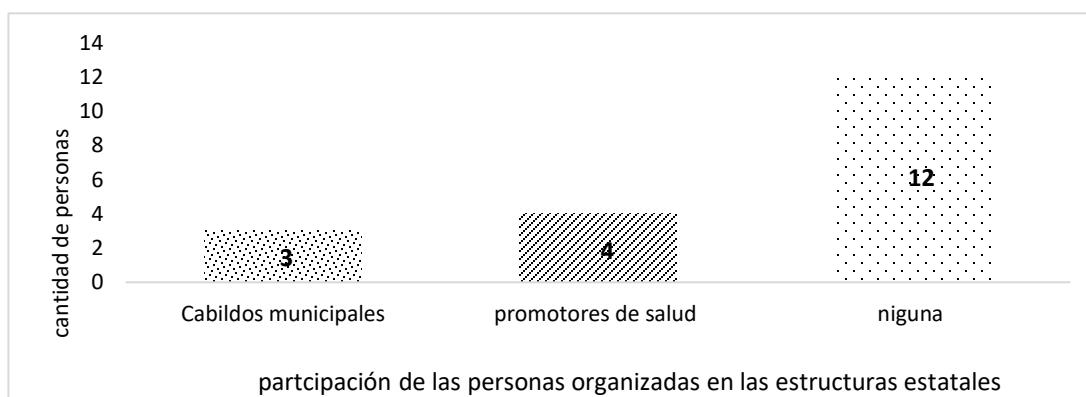 14
12
10
8
6
4
2
0
cantidad de personas
3
4
12
Cabildos municipales
promotores de salud
niguna
partcipación de las personas organizadas en las estructuras estatales